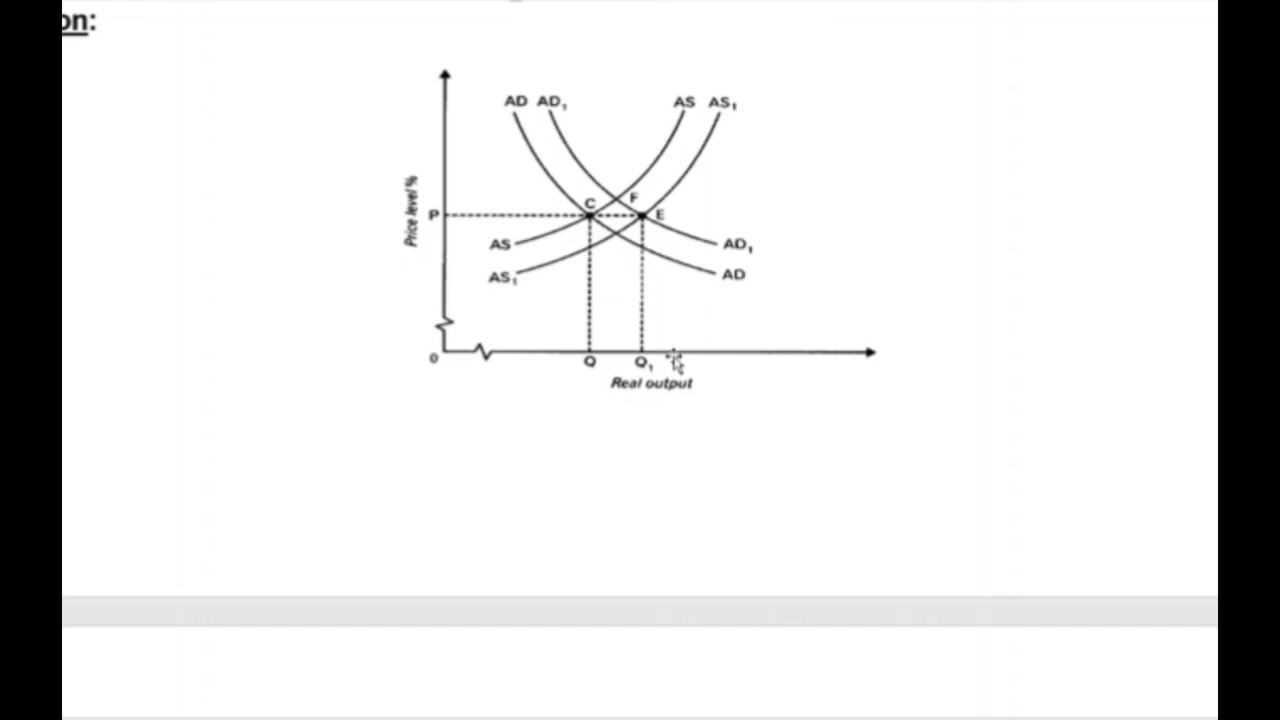 on:
AD AD₁ AS AS₁
Price level %
C F
P E
AS AD₁
AS₁ AD
0 Q Q₁
Real output